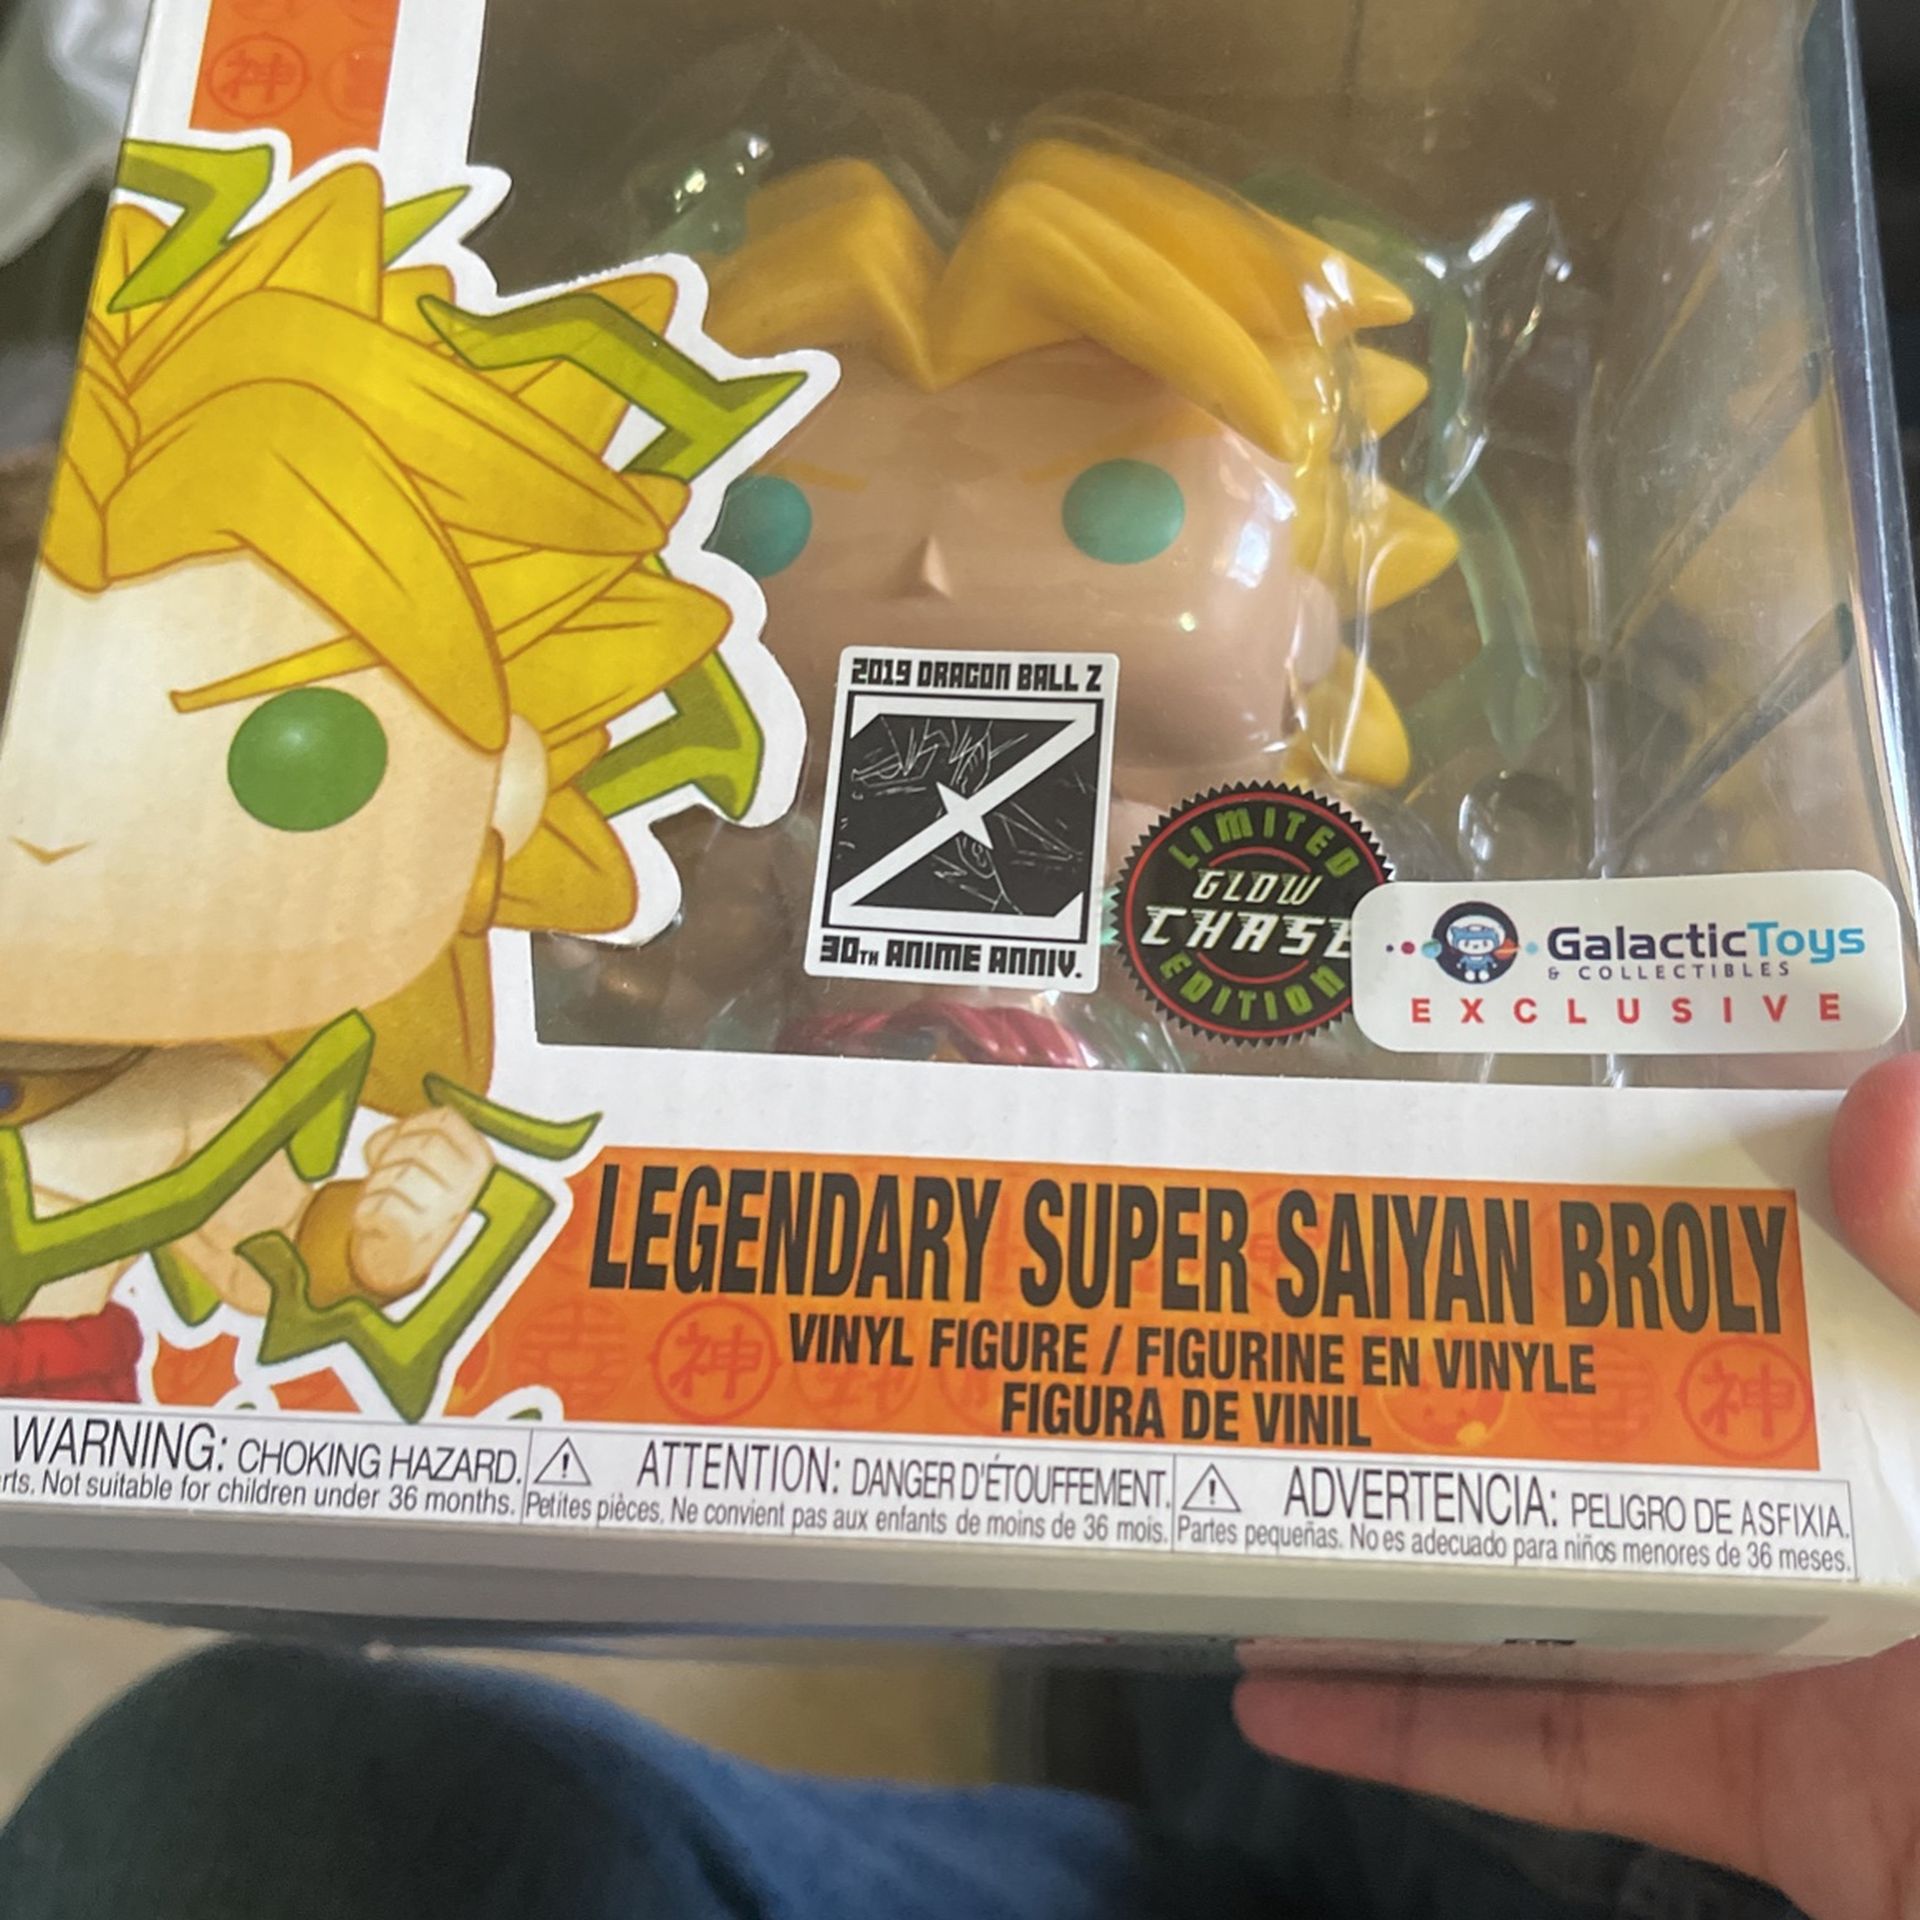 神
2019 DRAGON BALL Z
Z
30TH ANIME ANNIV.
LIMITED
GLOW
CHASE
EDITION
GalacticToys
& COLLECTIBLES
EXCLUSIVE
LEGENDARY SUPER SAIYAN BROLY
VINYL FIGURE / FIGURINE EN VINYLE
FIGURA DE VINIL
神
神
WARNING: CHOKING HAZARD.
rts. Not suitable for children under 36 months.
ATTENTION: DANGER D'ÉTOUFFEMENT.
Petites pièces. Ne convient pas aux enfants de moins de 36 mois.
ADVERTENCIA: PELIGRO DE ASFIXIA.
Partes pequeñas. No es adecuado para niños menores de 36 meses.